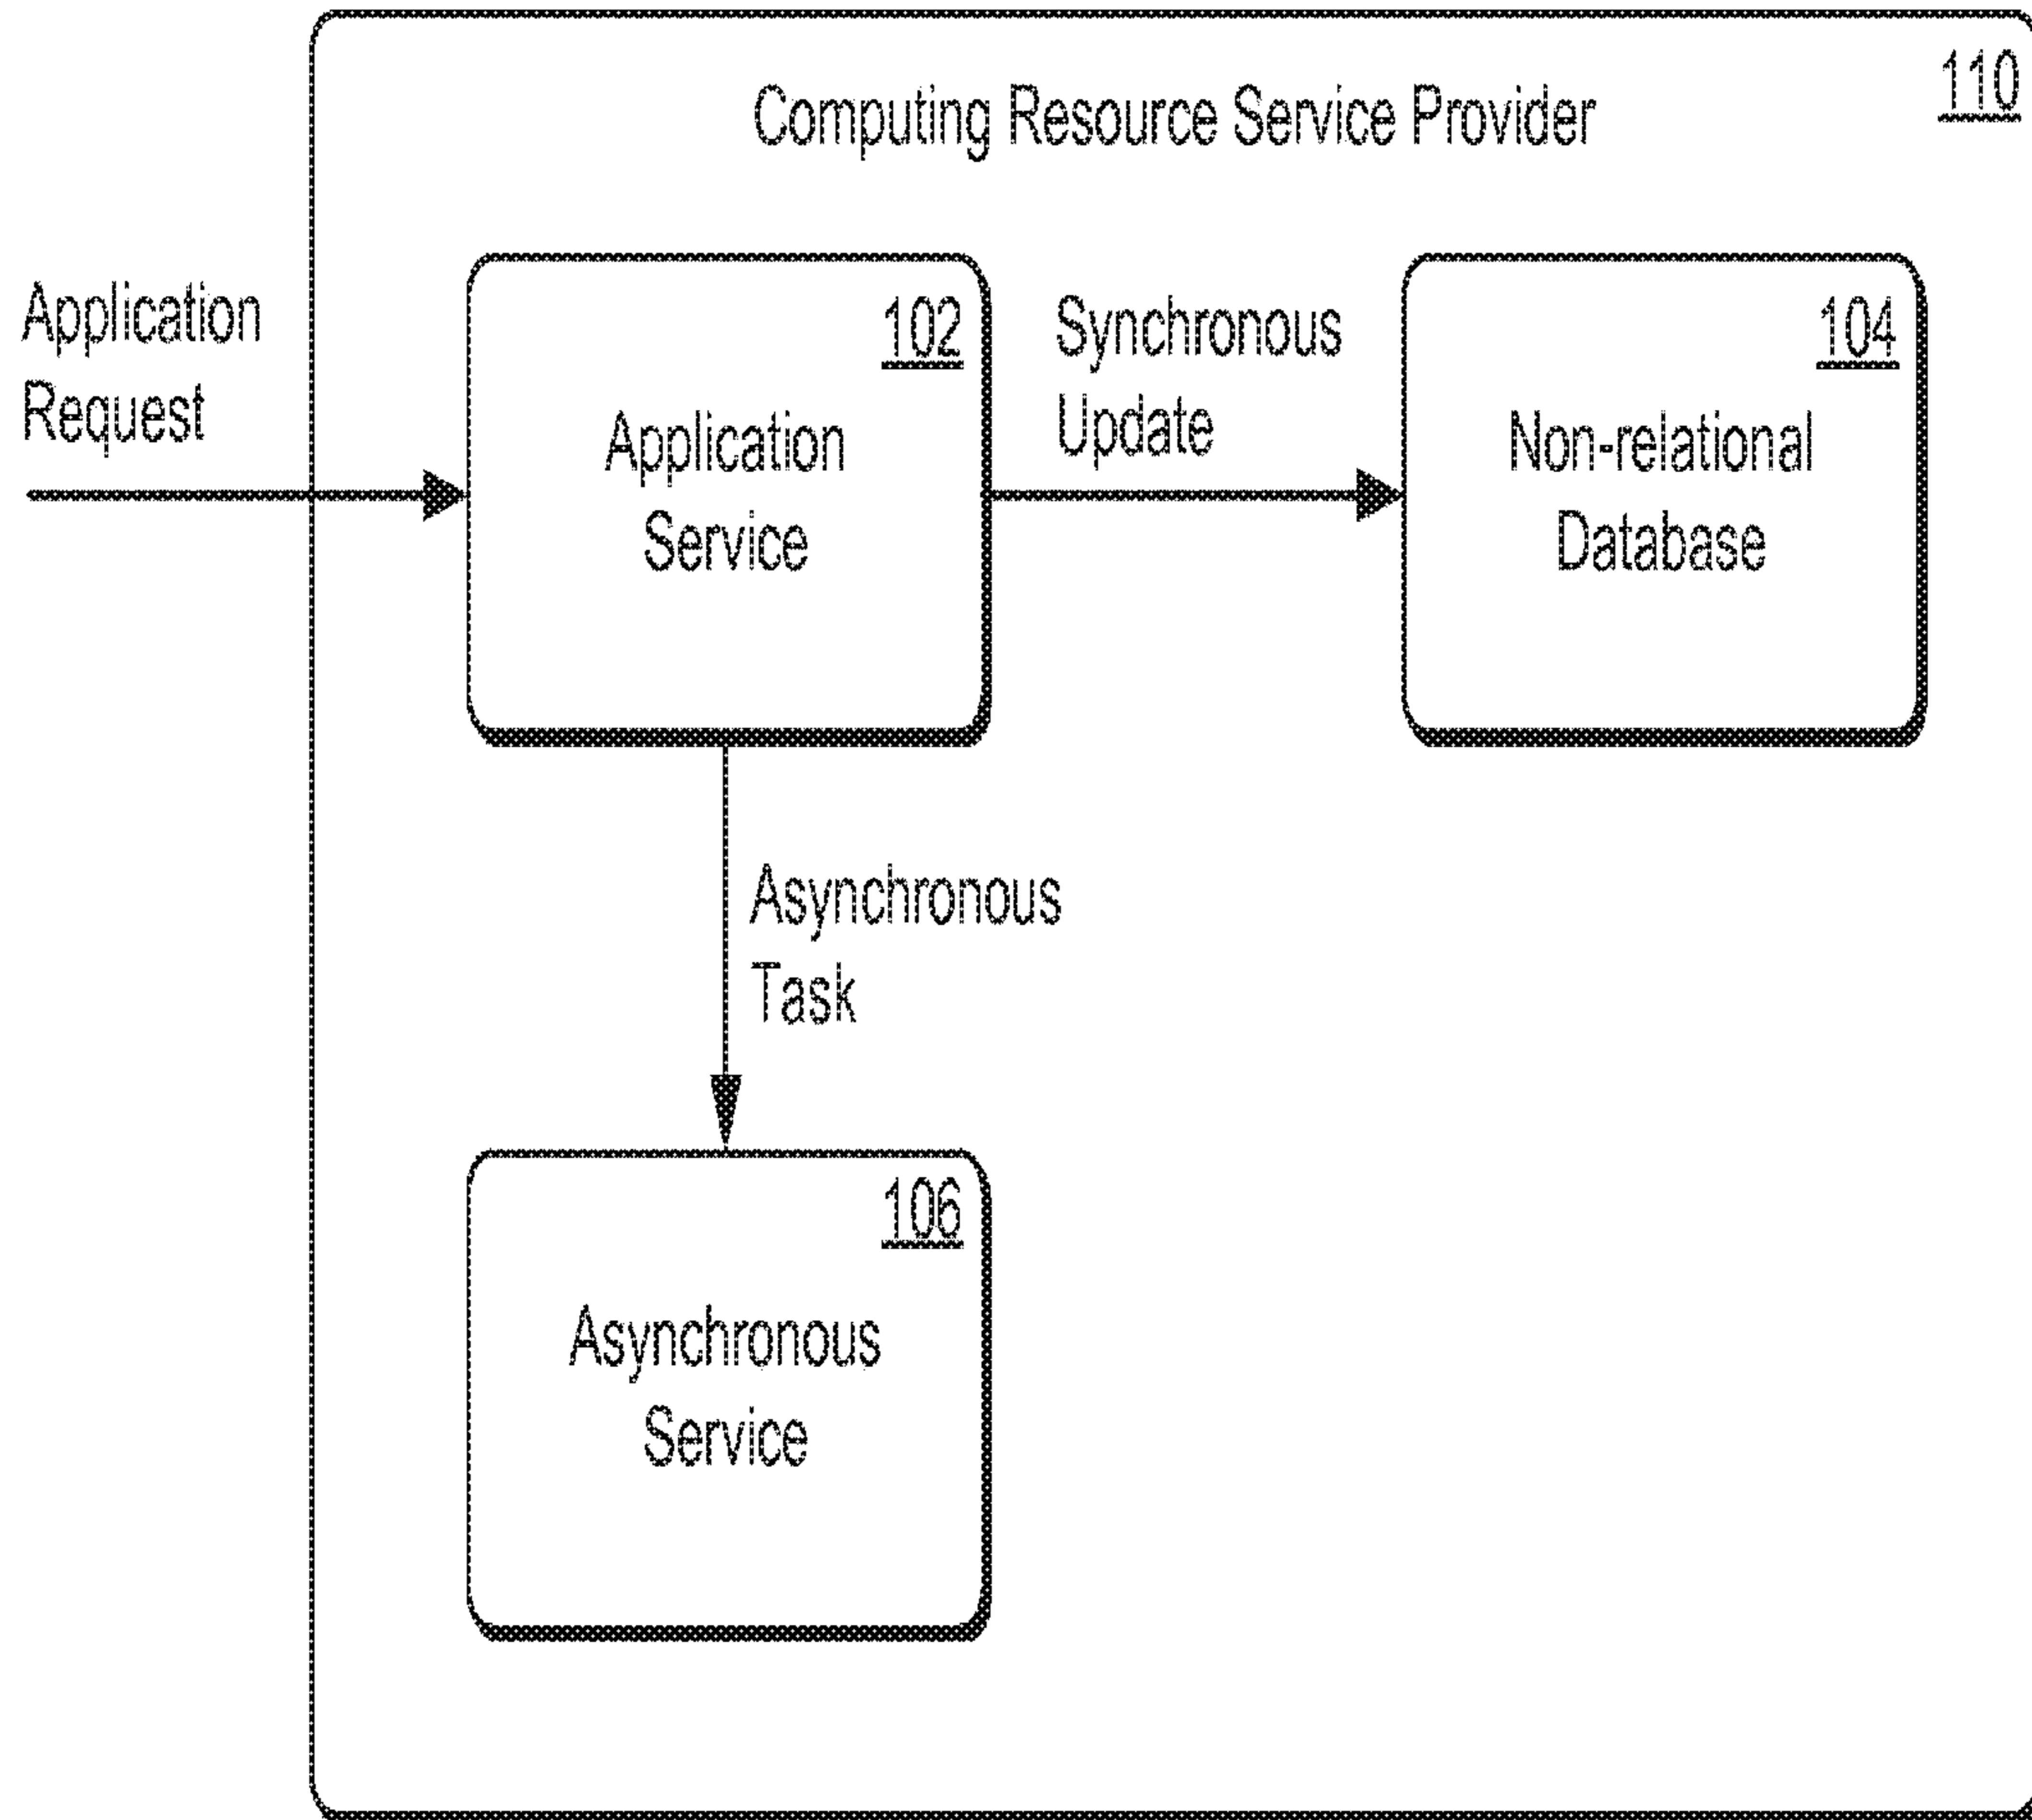 110
Computing Resource Service Provider
Application
Request
102
Application
Service
Synchronous
Update
104
Non-relational
Database
Asynchronous
Task
106
Asynchronous
Service